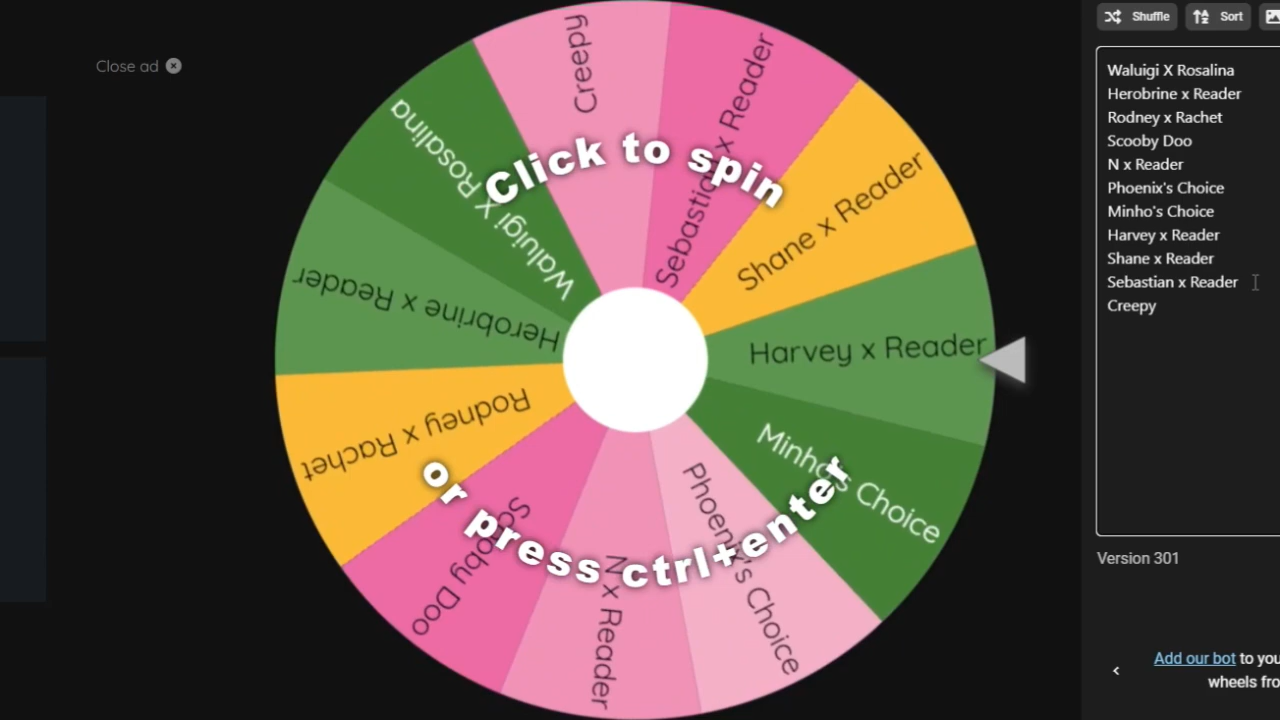 Close ad
Creepy
Sebastian x Reader
Shane x Reader
Harvey x Reader
Minho's Choice
Phoenix's Choice
N x Reader
Scooby Doo
Rodney x Rachet
Herobrine x Reader
Waluigi X Rosalina
Click to spin
or press ctrl+enter
Shuffle
Sort
Waluigi X Rosalina
Herobrine x Reader
Rodney x Rachet
Scooby Doo
N x Reader
Phoenix's Choice
Minho's Choice
Harvey x Reader
Shane x Reader
Sebastian x Reader
Creepy
Version 301
Add our bot to you
wheels fro